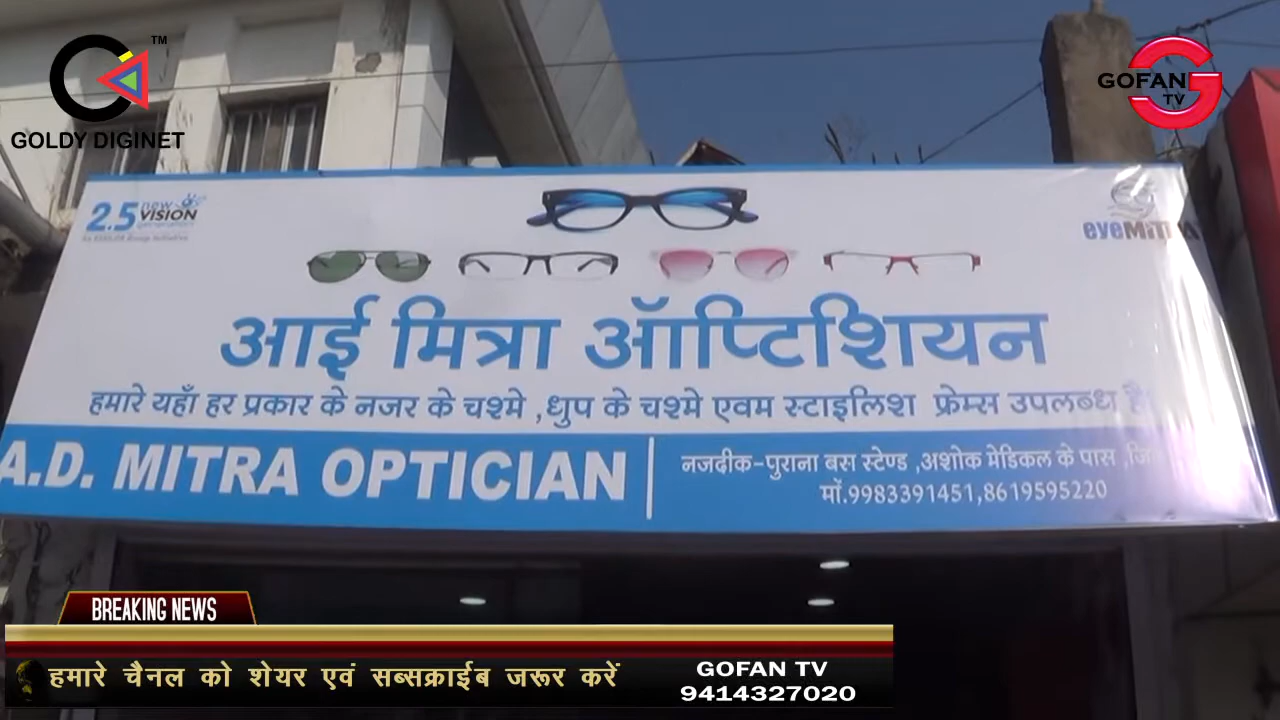 TM
GOLDY DIGINET
GOFAN G
TV
2.5 new VISION generation
eyeMITRA
आई मित्रा ऑप्टिशियन
हमारे यहाँ हर प्रकार के नजर के चश्मे ,धुप के चश्मे एवम स्टाइलिश फ्रेम्स उपलब्ध है
A.D. MITRA OPTICIAN
नजदीक-पुराना बस स्टेण्ड ,अशोक मेडिकल के पास
मों.9983391451,8619595220
BREAKING NEWS
हमारे चैनल को शेयर एवं सब्सक्राईब जरूर करें
GOFAN TV
9414327020